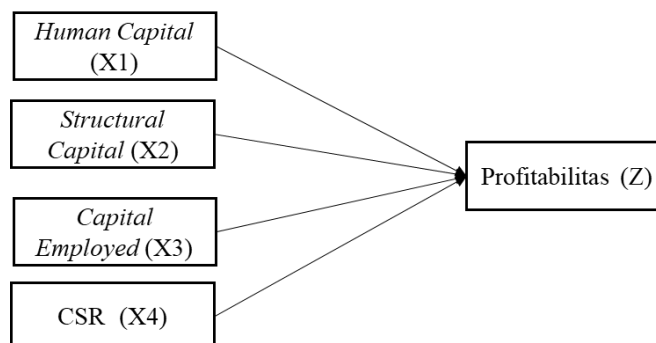 Human Capital
(X1)
Structural
Capital (X2)
Capital
Employed (X3)
CSR (X4)
Profitabilitas (Z)